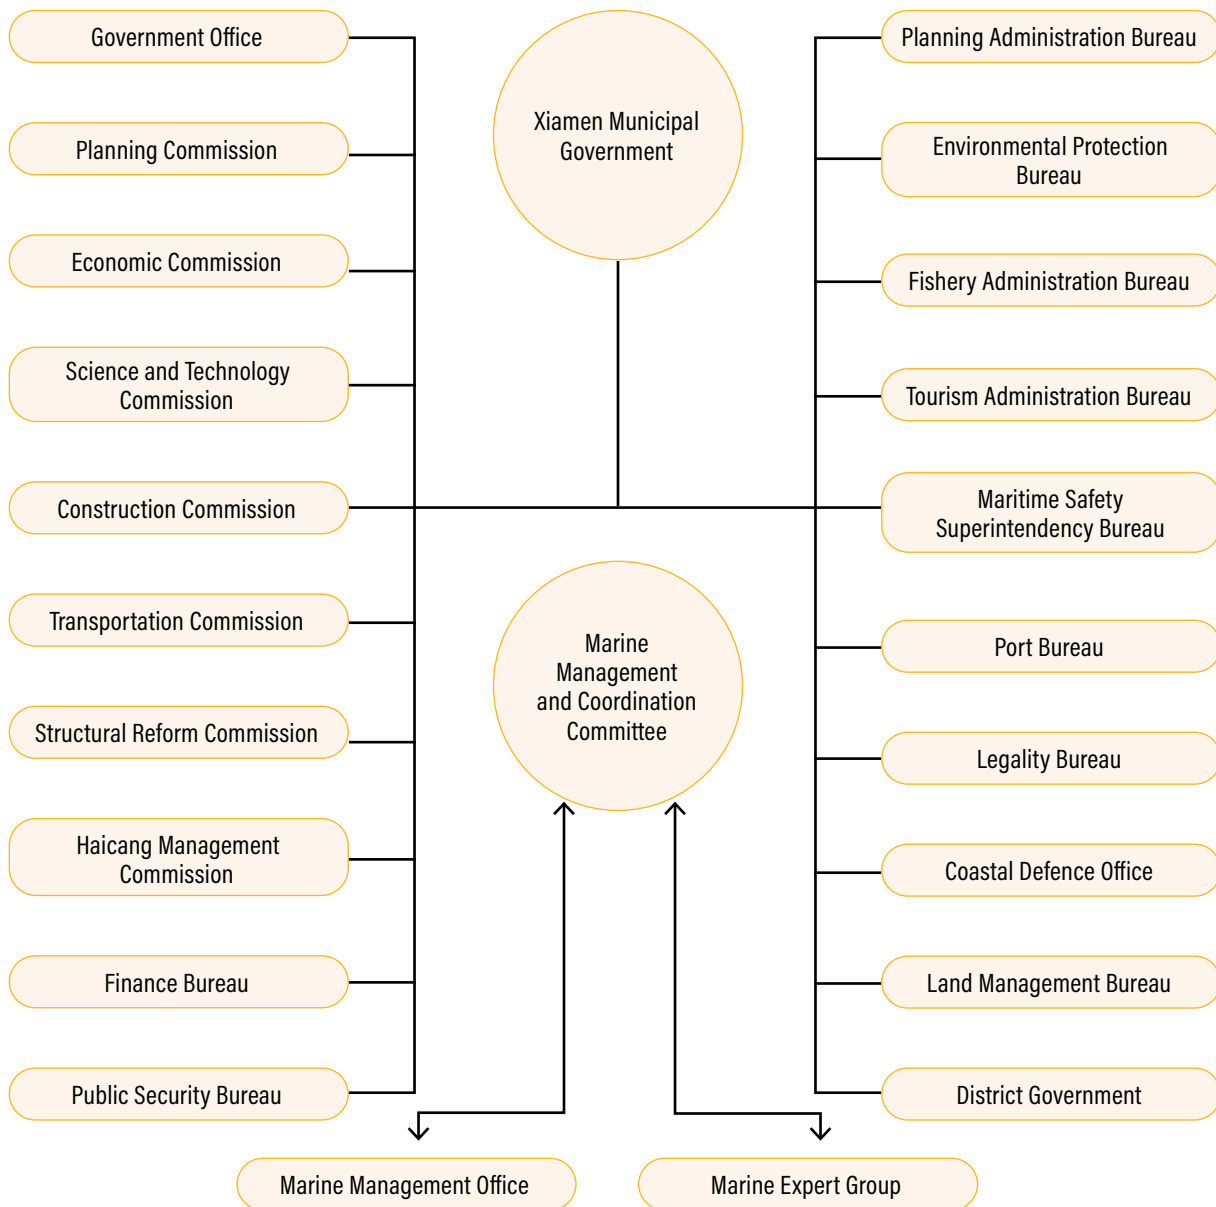 Government Office
Planning Commission
Economic Commission
Science and Technology
Commission
Construction Commission
Transportation Commission
Structural Reform Commission
Haicang Management
Commission
Finance Bureau
Public Security Bureau
Xiamen Municipal
Government
Marine
Management
and Coordination
Committee
Planning Administration Bureau
Environmental Protection
Bureau
Fishery Administration Bureau
Tourism Administration Bureau
Maritime Safety
Superintendency Bureau
Port Bureau
Legality Bureau
Coastal Defence Office
Land Management Bureau
District Government
Marine Management Office
Marine Expert Group